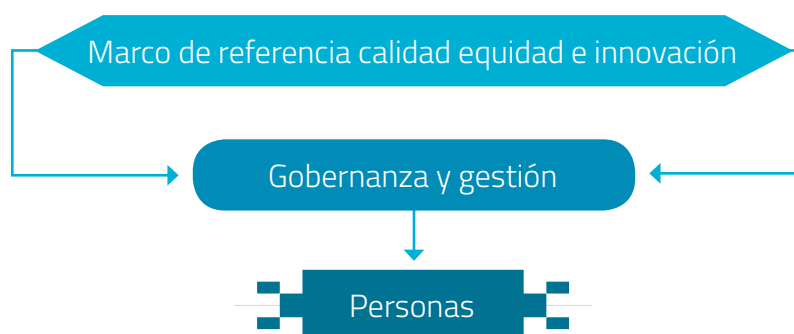 Marco de referencia calidad equidad e innovación
Gobernanza y gestión
Personas